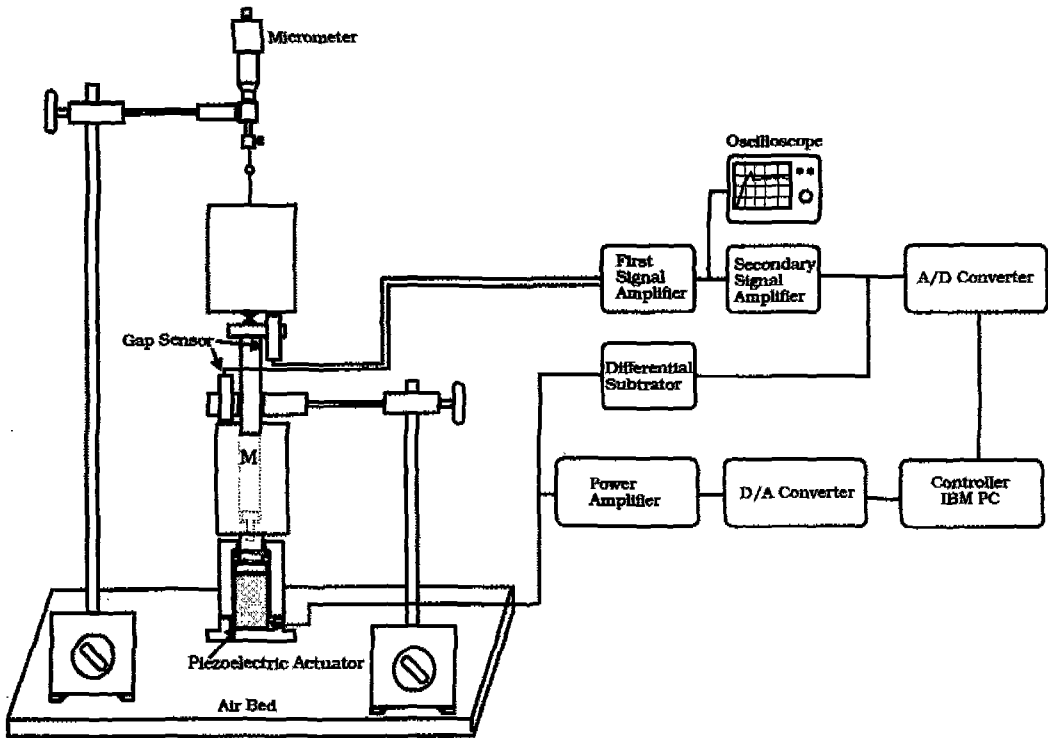 Micrometer
Oscilloscope
First
Signal
Amplifier
Secondary
Signal
Amplifier
A/D Converter
Gap Sensor
Differential
Subtrator
M
Power
Amplifier
D/A Converter
Controller
IBM PC
Piezoelectric Actuator
Air Bed